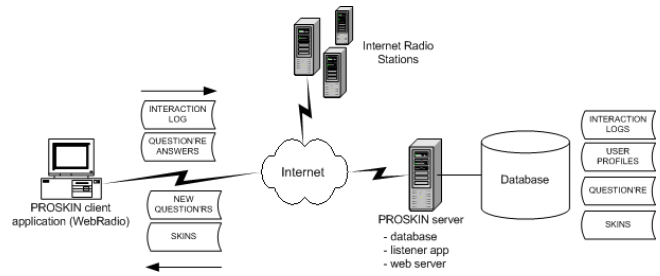 Internet Radio
Stations
INTERACTION
LOG
QUESTION'RE
ANSWERS
Internet
PROSKIN client
application (WebRadio)
NEW
QUESTION'RS
SKINS
PROSKIN server
- database
- listener app
- web server
Database
INTERACTION
LOGS
USER
PROFILES
QUESTION'RE
SKINS